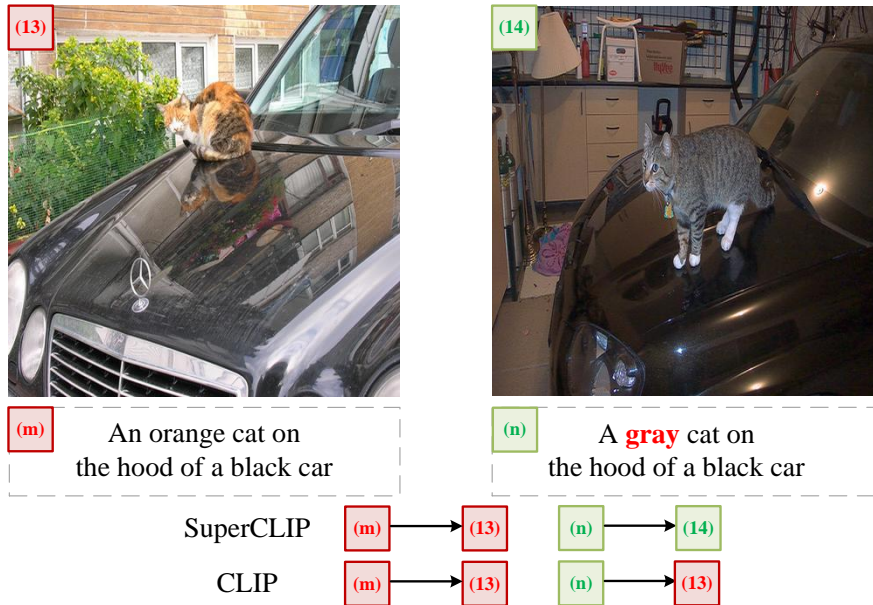 (13)
(14)
(m)
An orange cat on
the hood of a black car
(n)
A gray cat on
the hood of a black car
SuperCLIP (m) (13) (n) (14)
CLIP (m) (13) (n) (13)